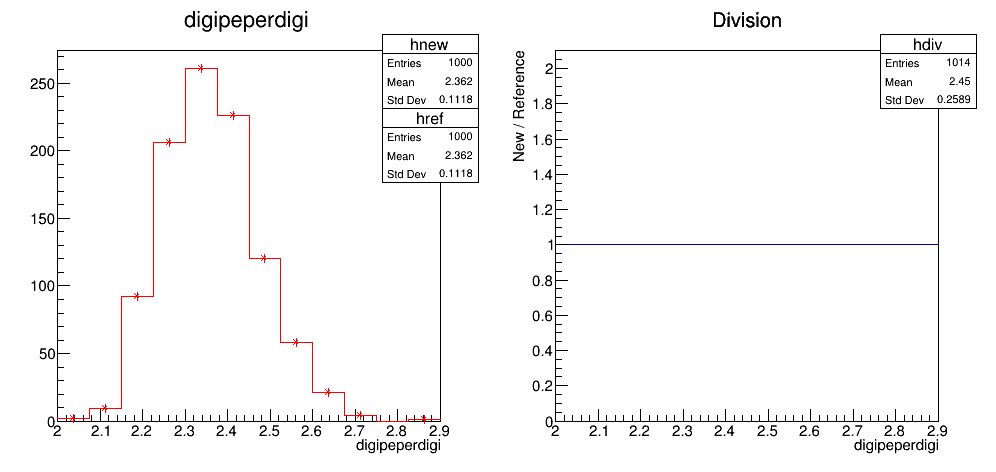 digipeperdigi
hnew
Entries 1000
Mean 2.362
Std Dev 0.1118
href
Entries 1000
Mean 2.362
Std Dev 0.1118
250
200
150
100
50
0
2 2.1 2.2 2.3 2.4 2.5 2.6 2.7 2.8 2.9
digipeperdigi
Division
hdiv
Entries 1014
Mean 2.45
Std Dev 0.2589
New / Reference
2
1.8
1.6
1.4
1.2
1
0.8
0.6
0.4
0.2
0
2 2.1 2.2 2.3 2.4 2.5 2.6 2.7 2.8 2.9
digipeperdigi